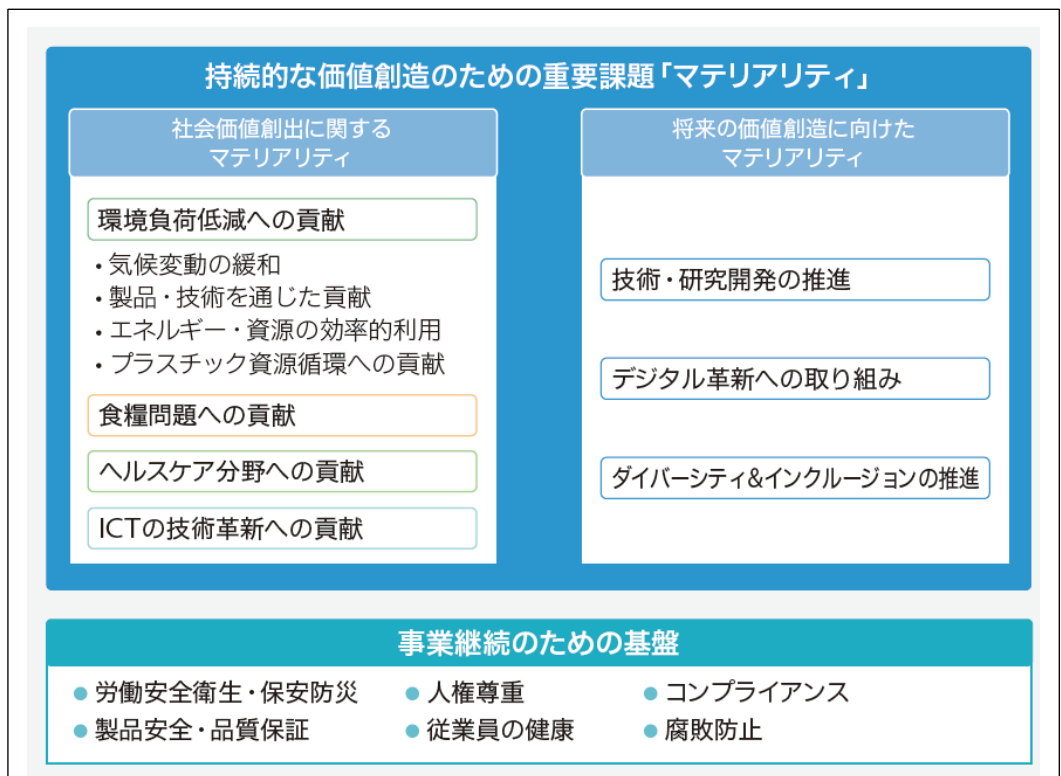 持続的な価値創造のための重要課題「マテリアリティ」
社会価値創出に関する
マテリアリティ
環境負荷低減への貢献
・気候変動の緩和
・製品・技術を通じた貢献
・エネルギー・資源の効率的利用
・プラスチック資源循環への貢献
食糧問題への貢献
ヘルスケア分野への貢献
ICTの技術革新への貢献
将来の価値創造に向けた
マテリアリティ
技術・研究開発の推進
デジタル革新への取り組み
ダイバーシティ&インクルージョンの推進
事業継続のための基盤
● 労働安全衛生・保安防災
● 人権尊重
● コンプライアンス
● 製品安全・品質保証
● 従業員の健康
● 腐敗防止